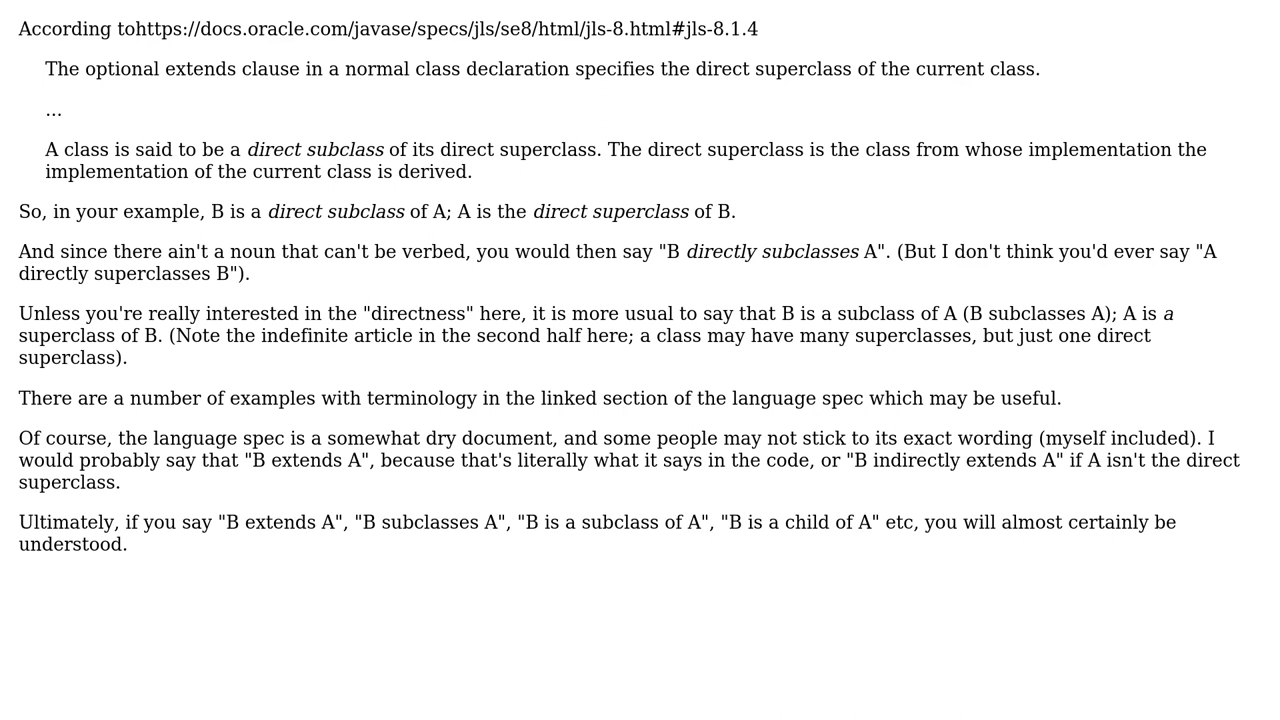 According tohttps://docs.oracle.com/javase/specs/jls/se8/html/jls-8.html#jls-8.1.4
The optional extends clause in a normal class declaration specifies the direct superclass of the current class.
...
A class is said to be a direct subclass of its direct superclass. The direct superclass is the class from whose implementation the
implementation of the current class is derived.
So, in your example, B is a direct subclass of A; A is the direct superclass of B.
And since there ain't a noun that can't be verbed, you would then say "B directly subclasses A". (But I don't think you'd ever say "A
directly superclasses B").
Unless you're really interested in the "directness" here, it is more usual to say that B is a subclass of A (B subclasses A); A is a
superclass of B. (Note the indefinite article in the second half here; a class may have many superclasses, but just one direct
superclass).
There are a number of examples with terminology in the linked section of the language spec which may be useful.
Of course, the language spec is a somewhat dry document, and some people may not stick to its exact wording (myself included). I
would probably say that "B extends A", because that's literally what it says in the code, or "B indirectly extends A" if A isn't the direct
superclass.
Ultimately, if you say "B extends A", "B subclasses A", "B is a subclass of A", "B is a child of A" etc, you will almost certainly be
understood.